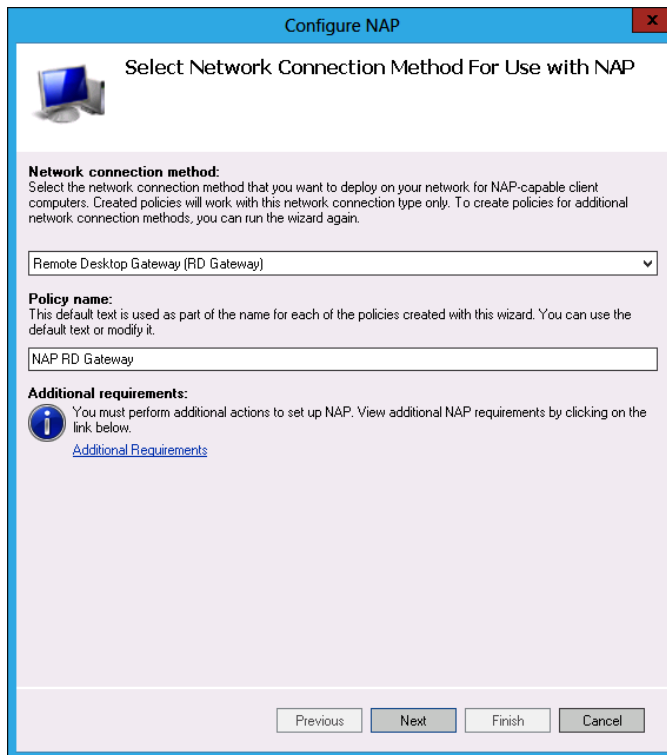 Configure NAP
x
Select Network Connection Method For Use with NAP
Network connection method:
Select the network connection method that you want to deploy on your network for NAP-capable client
computers. Created policies will work with this network connection type only. To create policies for additional
network connection methods, you can run the wizard again.
Remote Desktop Gateway (RD Gateway)
Policy name:
This default text is used as part of the name for each of the policies created with this wizard. You can use the
default text or modify it.
NAP RD Gateway
Additional requirements:
You must perform additional actions to set up NAP. View additional NAP requirements by clicking on the
link below.
Additional Requirements
Previous Next Finish Cancel